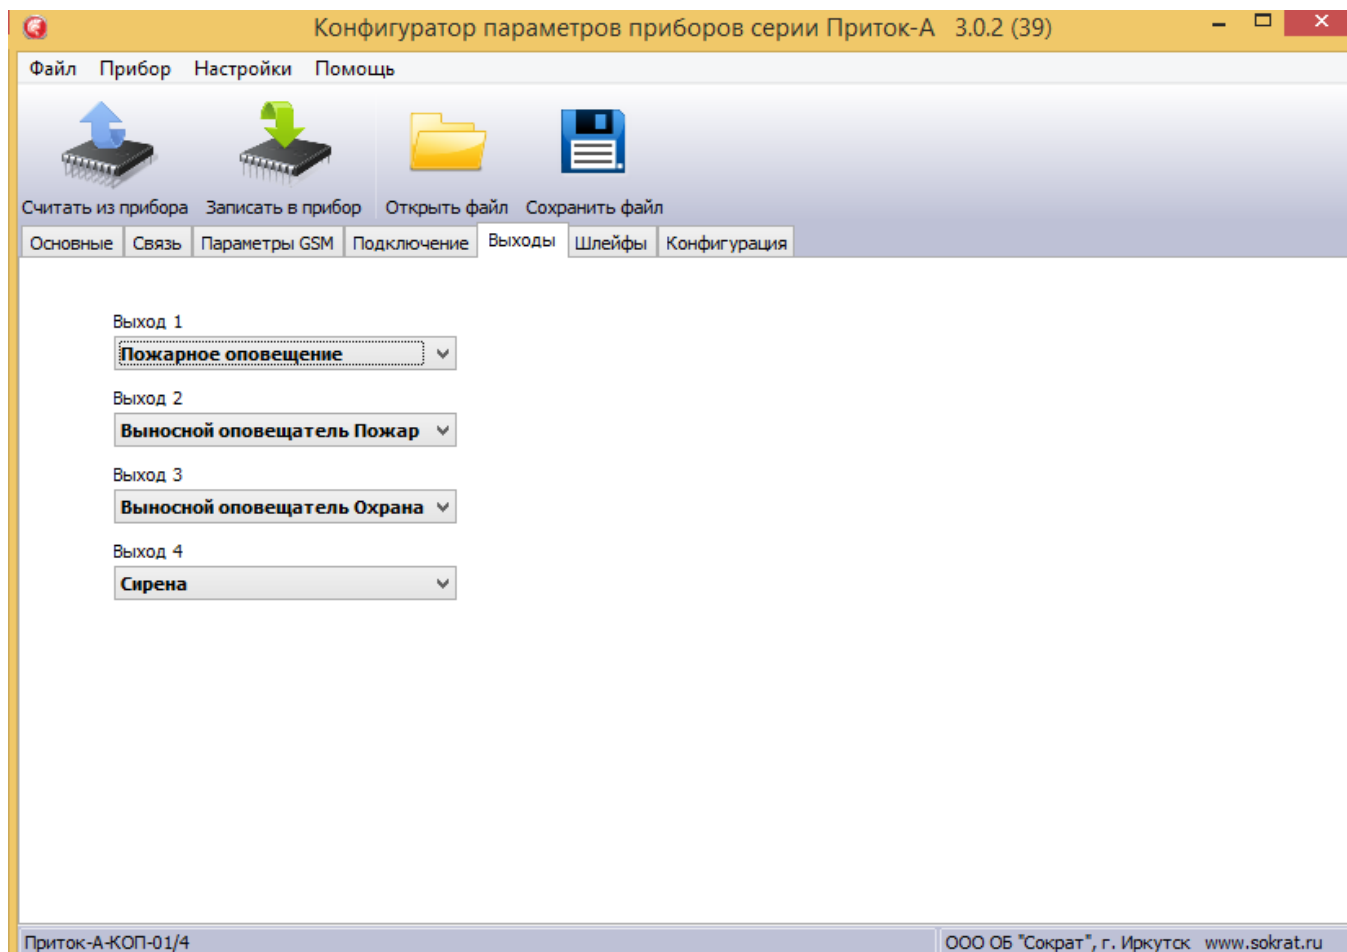 Конфигуратор параметров приборов серии Приток-А 3.0.2 (39)
Файл Прибор Настройки Помощь
Считать из прибора Записать в прибор Открыть файл Сохранить файл
Основные Связь Параметры GSM Подключение Выходы Шлейфы Конфигурация
Выход 1
Пожарное оповещение
Выход 2
Выносной оповещатель Пожар
Выход 3
Выносной оповещатель Охрана
Выход 4
Сирена
Приток-А-КОП-01/4 ООО ОБ "Сократ", г. Иркутск www.sokrat.ru